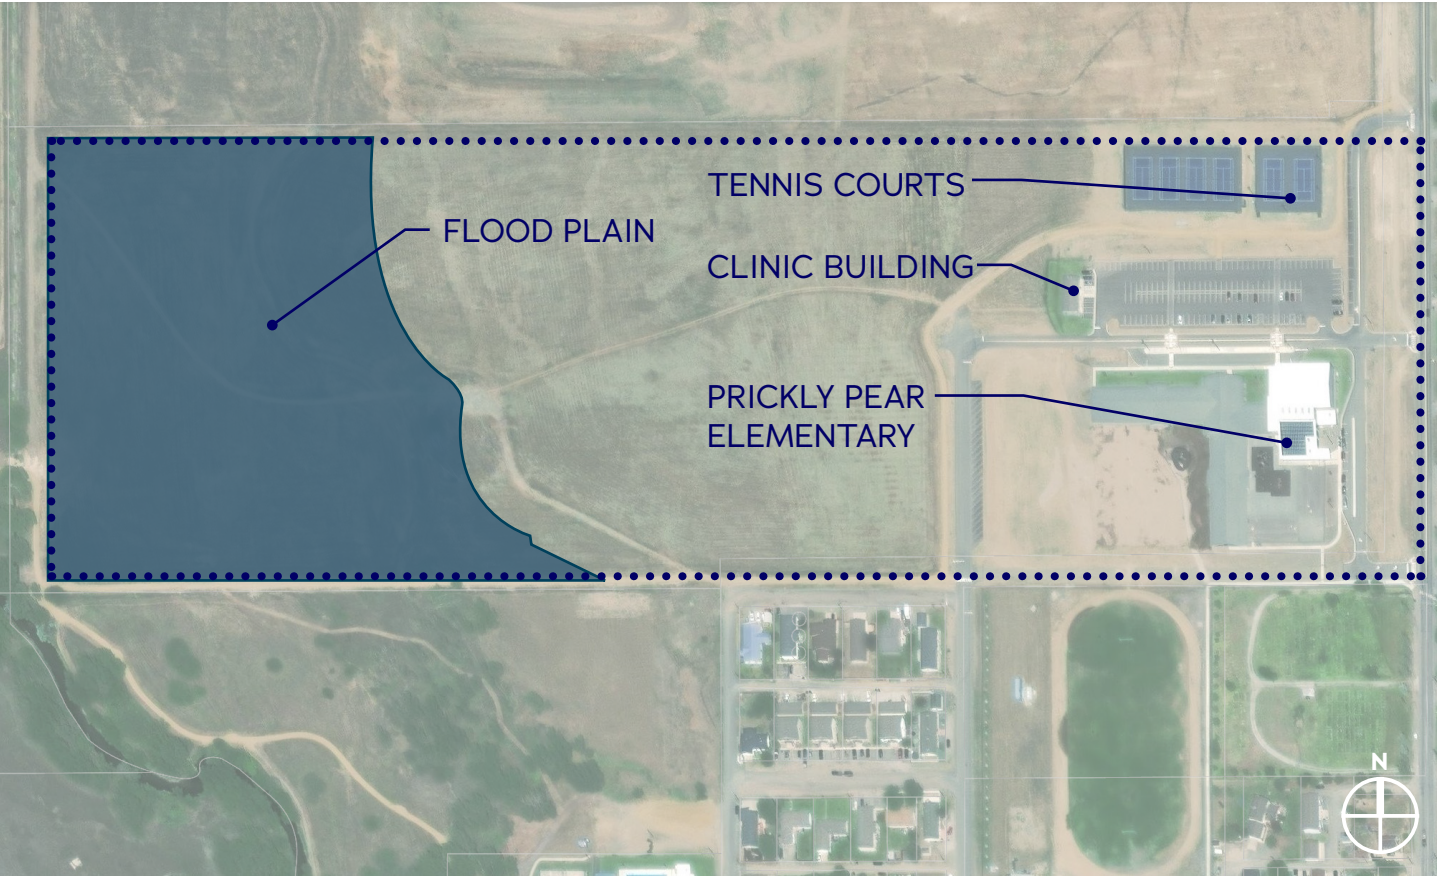 TENNIS COURTS
FLOOD PLAIN
CLINIC BUILDING
PRICKLY PEAR
ELEMENTARY
N